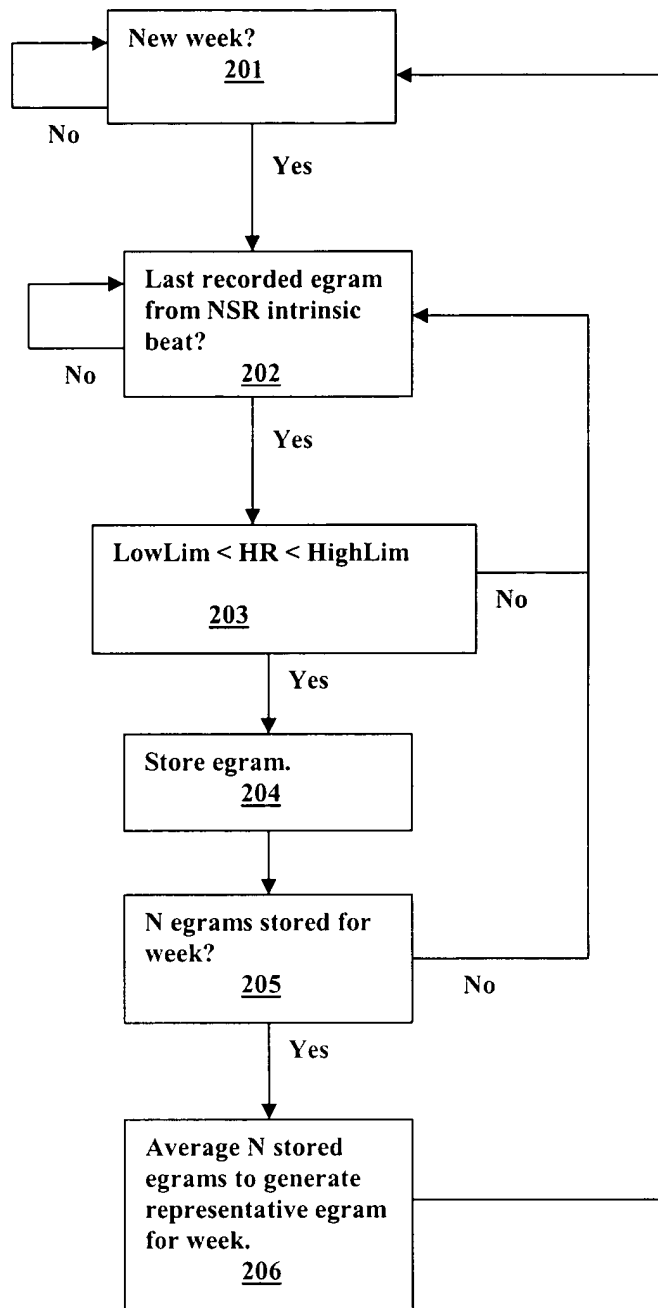 New week?
201
No
Yes
Last recorded egram
from NSR intrinsic
beat?
202
No
Yes
LowLim < HR < HighLim
203
No
Yes
Store egram.
204
N egrams stored for
week?
205
No
Yes
Average N stored
egrams to generate
representative egram
for week.
206